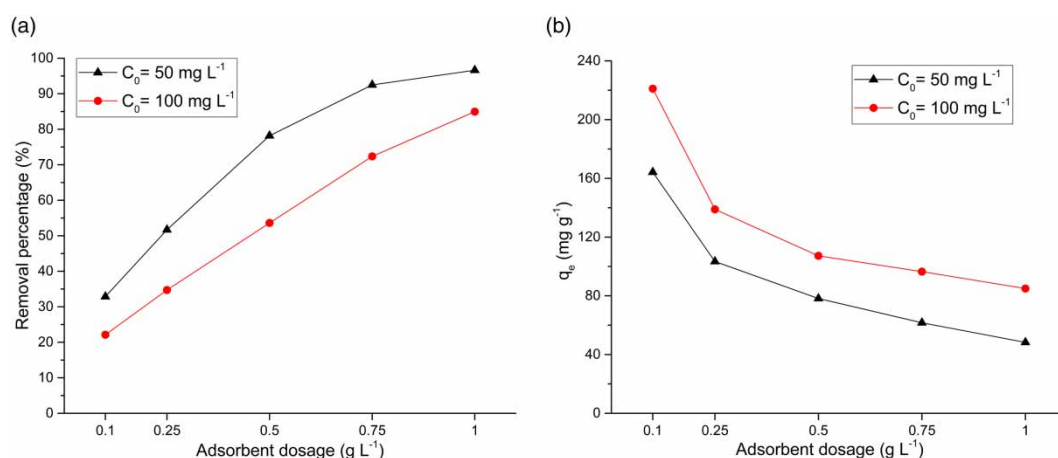 (a)
C₀= 50 mg L⁻¹
C₀= 100 mg L⁻¹
Removal percentage (%)
100
90
80
70
60
50
40
30
20
10
0
0.1 0.25 0.5 0.75 1
Adsorbent dosage (g L⁻¹)
(b)
C₀= 50 mg L⁻¹
C₀= 100 mg L⁻¹
qₑ (mg g⁻¹)
240
200
160
120
80
40
0
0.1 0.25 0.5 0.75 1
Adsorbent dosage (g L⁻¹)